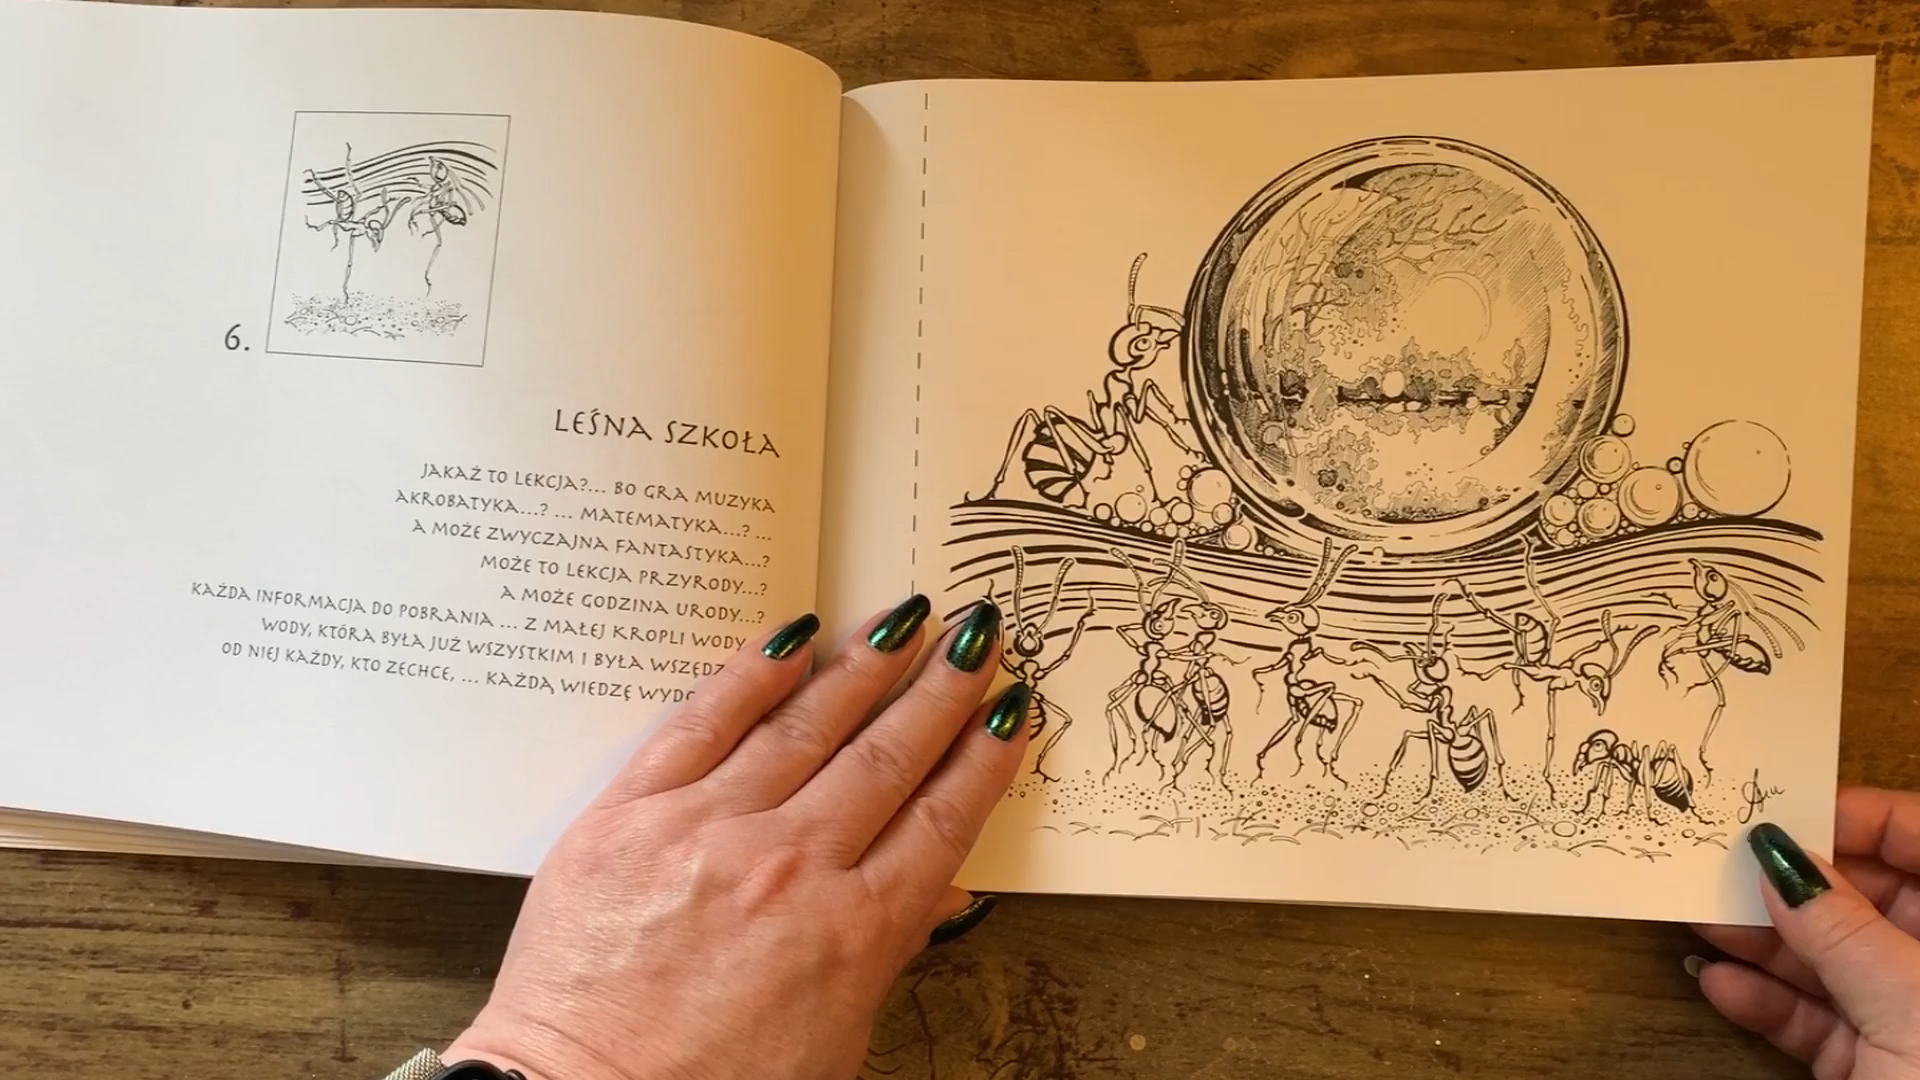 6.
LEŚNA SZKOŁA
JAKAŻ TO LEKCJA?... BO GRA MUZYKA
AKROBATYKA...? ... MATEMATYKA...? ...
A MOŻE ZWYCZAJNA FANTASTYKA...?
MOŻE TO LEKCJA PRZYRODY...?
A MOŻE GODZINA URODY...?
KAŻDA INFORMACJA DO POBRANIA ... Z MAŁEJ KROPLI WODY
WODY, KTÓRA BYŁA JUŻ WSZYSTKIM I BYŁA
OD NIEJ KAŻDY, KTO ZECHCE, ... KAŻDĄ WIEDZĘ